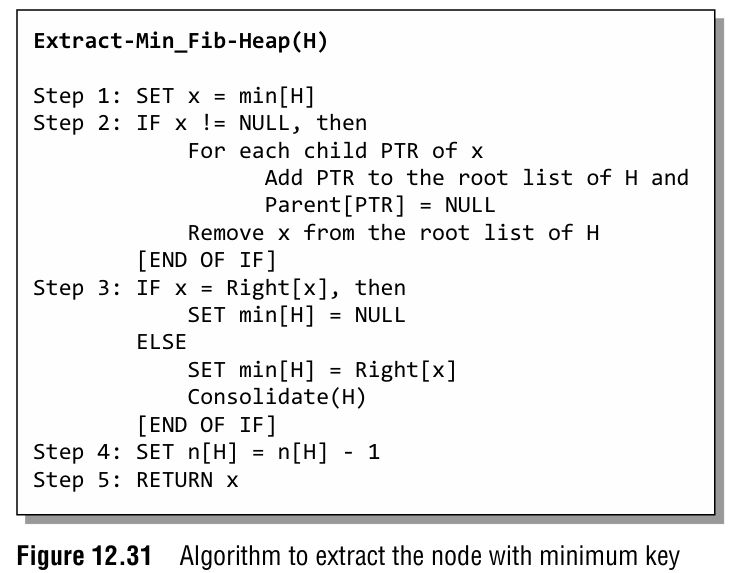 Extract-Min_Fib-Heap(H)
Step 1: SET x = min[H]
Step 2: IF x != NULL, then
For each child PTR of x
Add PTR to the root list of H and
Parent[PTR] = NULL
Remove x from the root list of H
[END OF IF]
Step 3: IF x = Right[x], then
SET min[H] = NULL
ELSE
SET min[H] = Right[x]
Consolidate(H)
[END OF IF]
Step 4: SET n[H] = n[H] - 1
Step 5: RETURN x
Figure 12.31 Algorithm to extract the node with minimum key